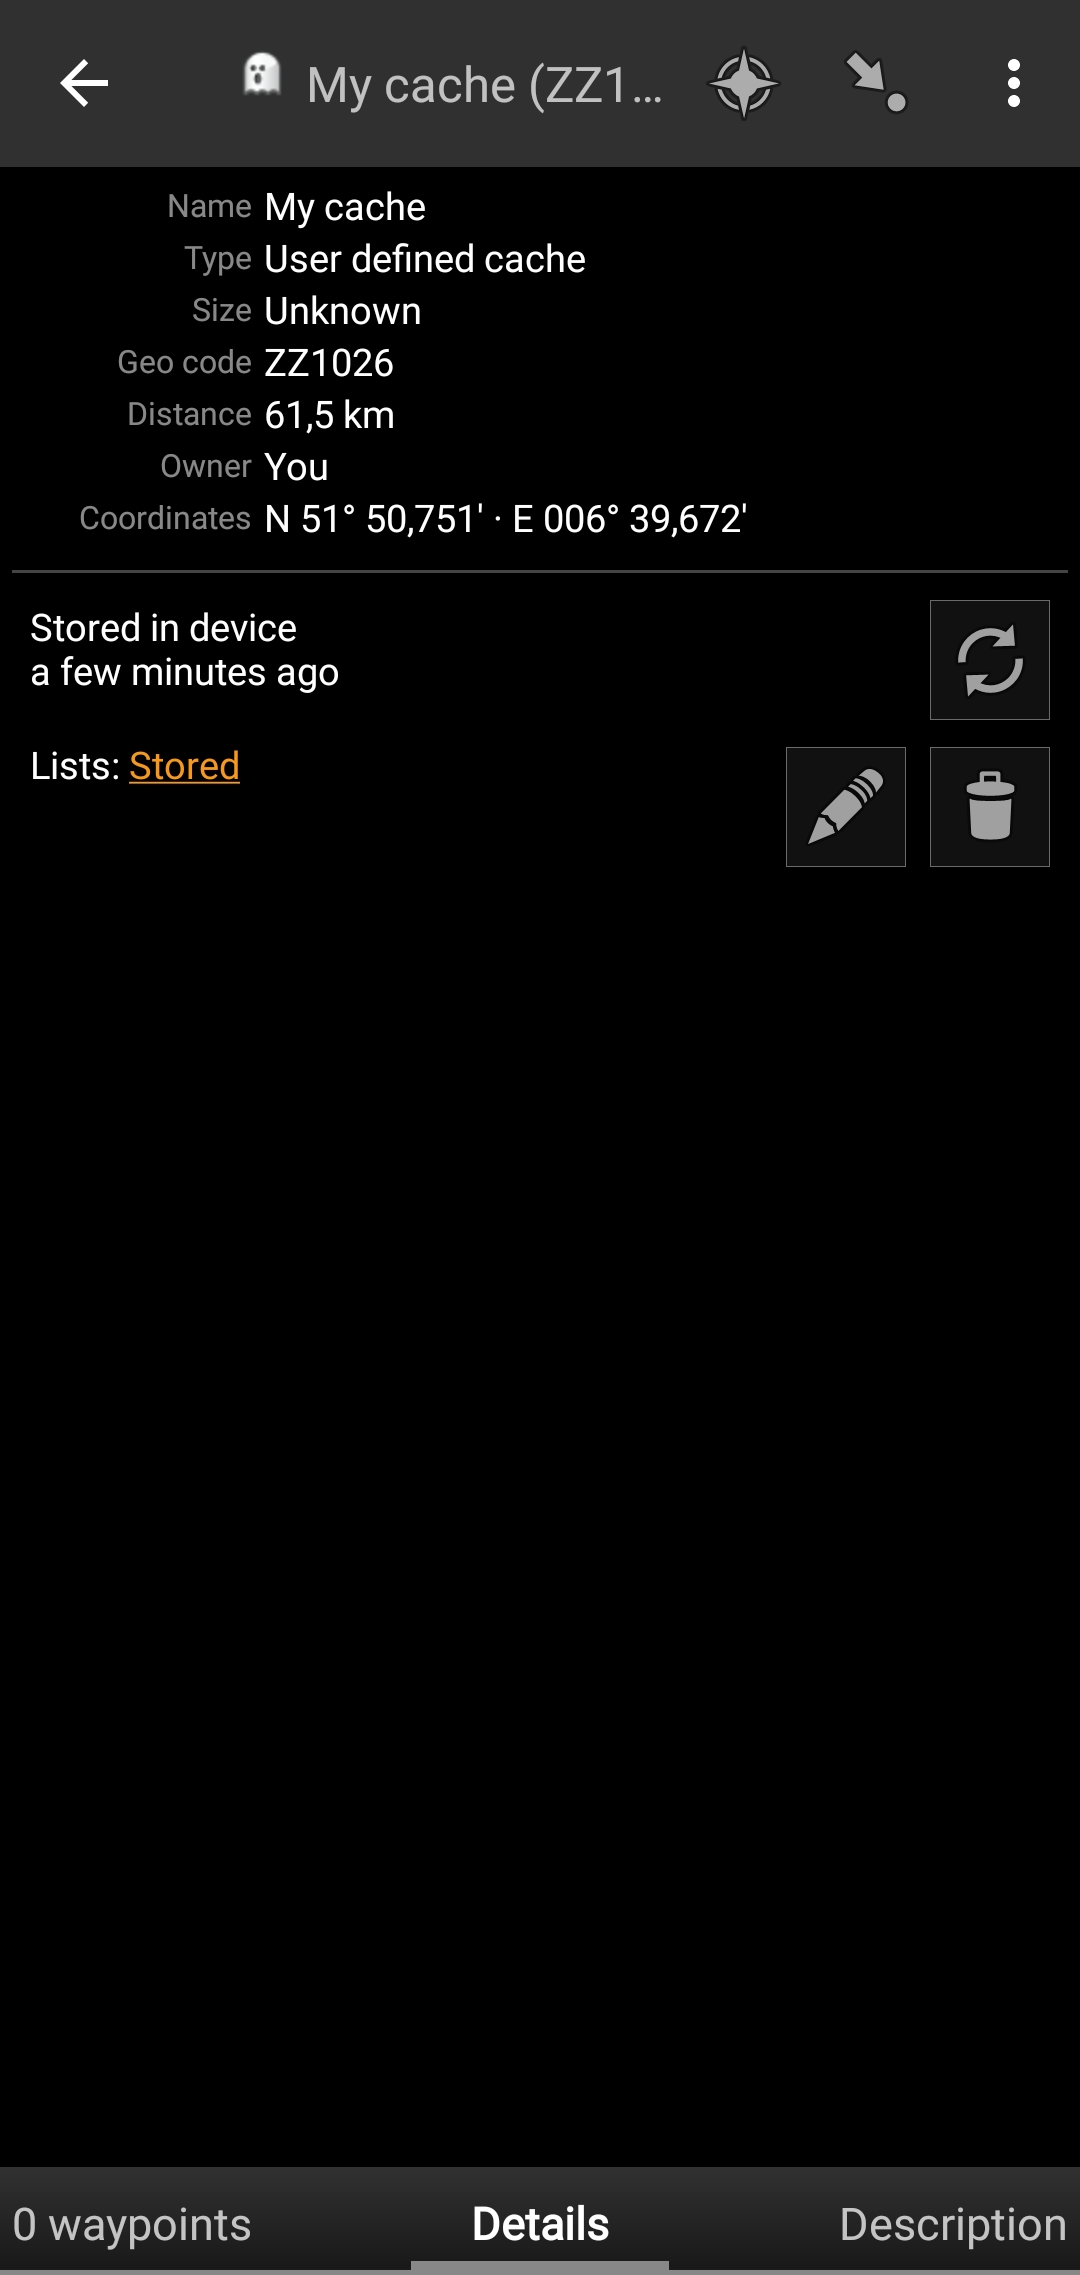 My cache (ZZ1...
Name My cache
Type User defined cache
Size Unknown
Geo code ZZ1026
Distance 61,5 km
Owner You
Coordinates N 51° 50,751' · E 006° 39,672'
Stored in device
a few minutes ago
Lists: Stored
0 waypoints Details Description